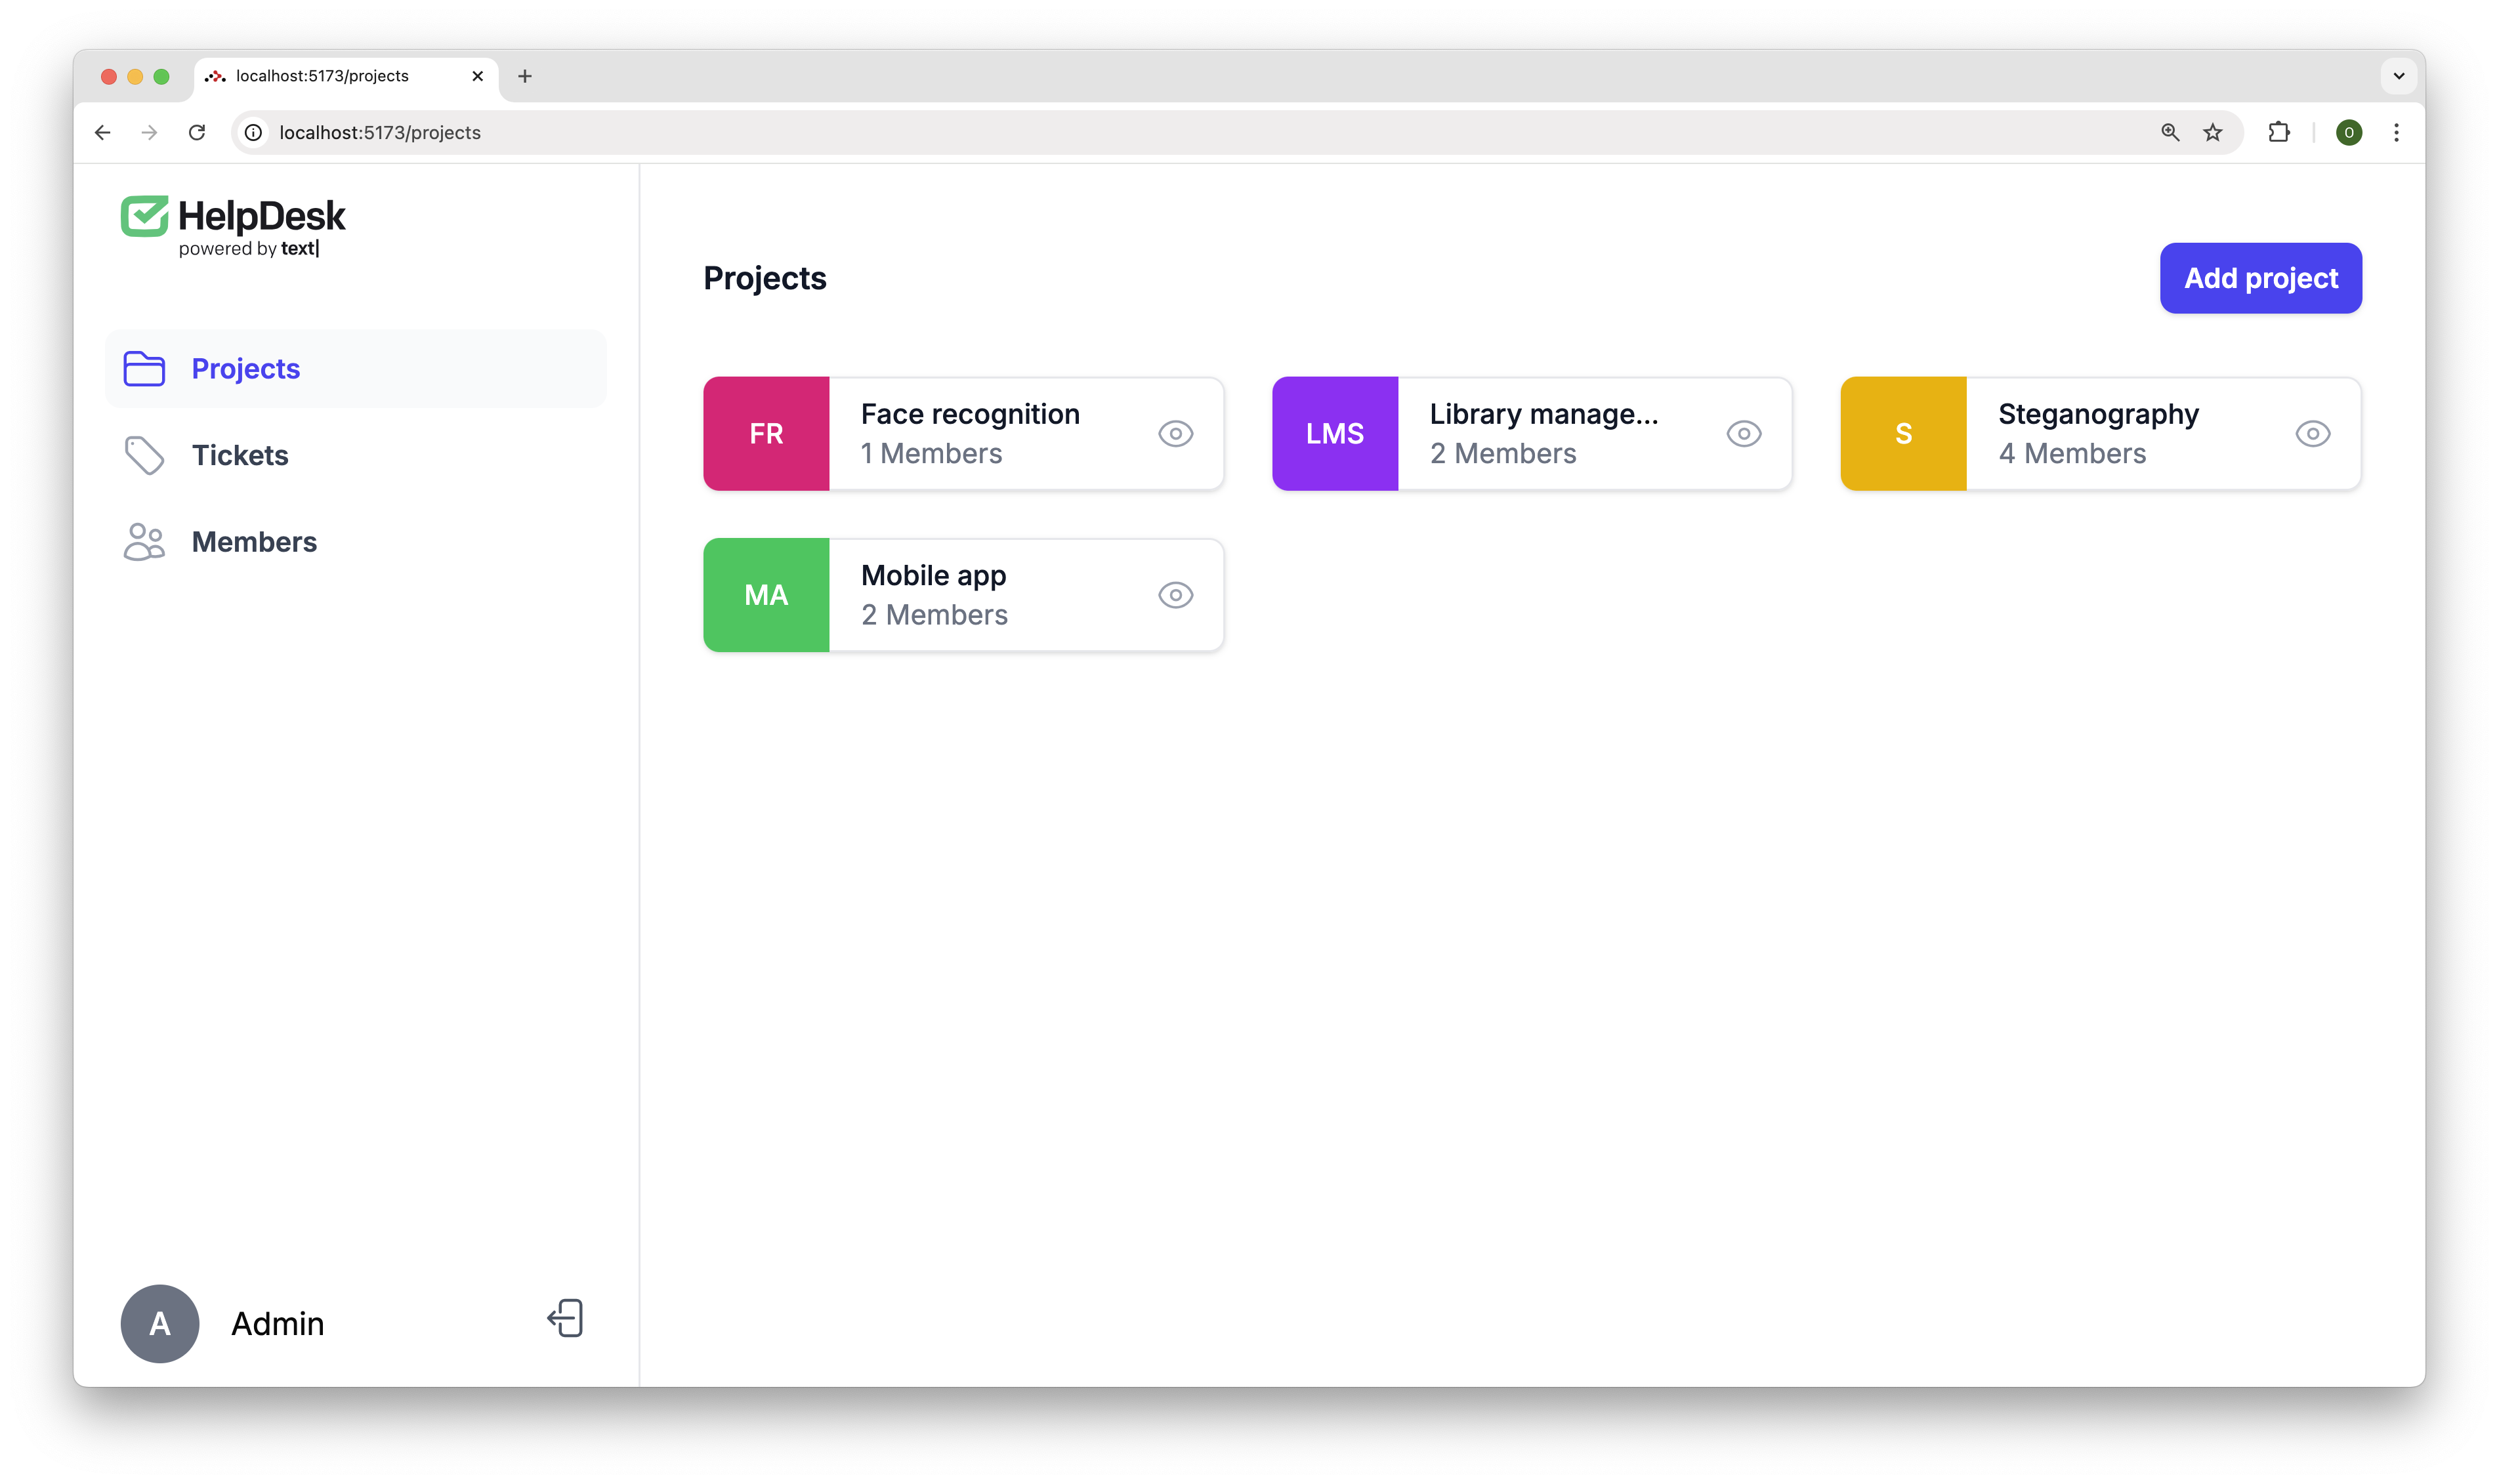 localhost:5173/projects
localhost:5173/projects
O
HelpDesk
powered by text|
Projects
Tickets
Members
Projects
Add project
FR
Face recognition
1 Members
LMS
Library manage...
2 Members
S
Steganography
4 Members
MA
Mobile app
2 Members
A
Admin